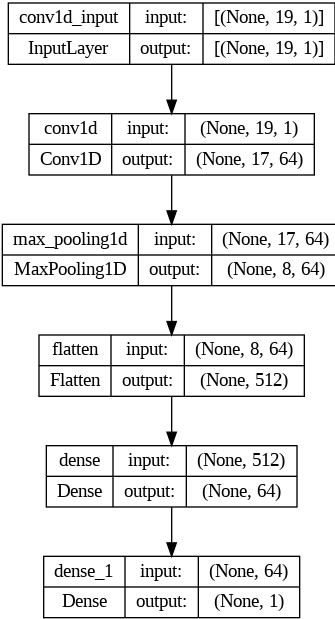 conv1d_input input: [(None, 19, 1)]
InputLayer output: [(None, 19, 1)]
conv1d input: (None, 19, 1)
Conv1D output: (None, 17, 64)
max_pooling1d input: (None, 17, 64)
MaxPooling1D output: (None, 8, 64)
flatten input: (None, 8, 64)
Flatten output: (None, 512)
dense input: (None, 512)
Dense output: (None, 64)
dense_1 input: (None, 64)
Dense output: (None, 1)